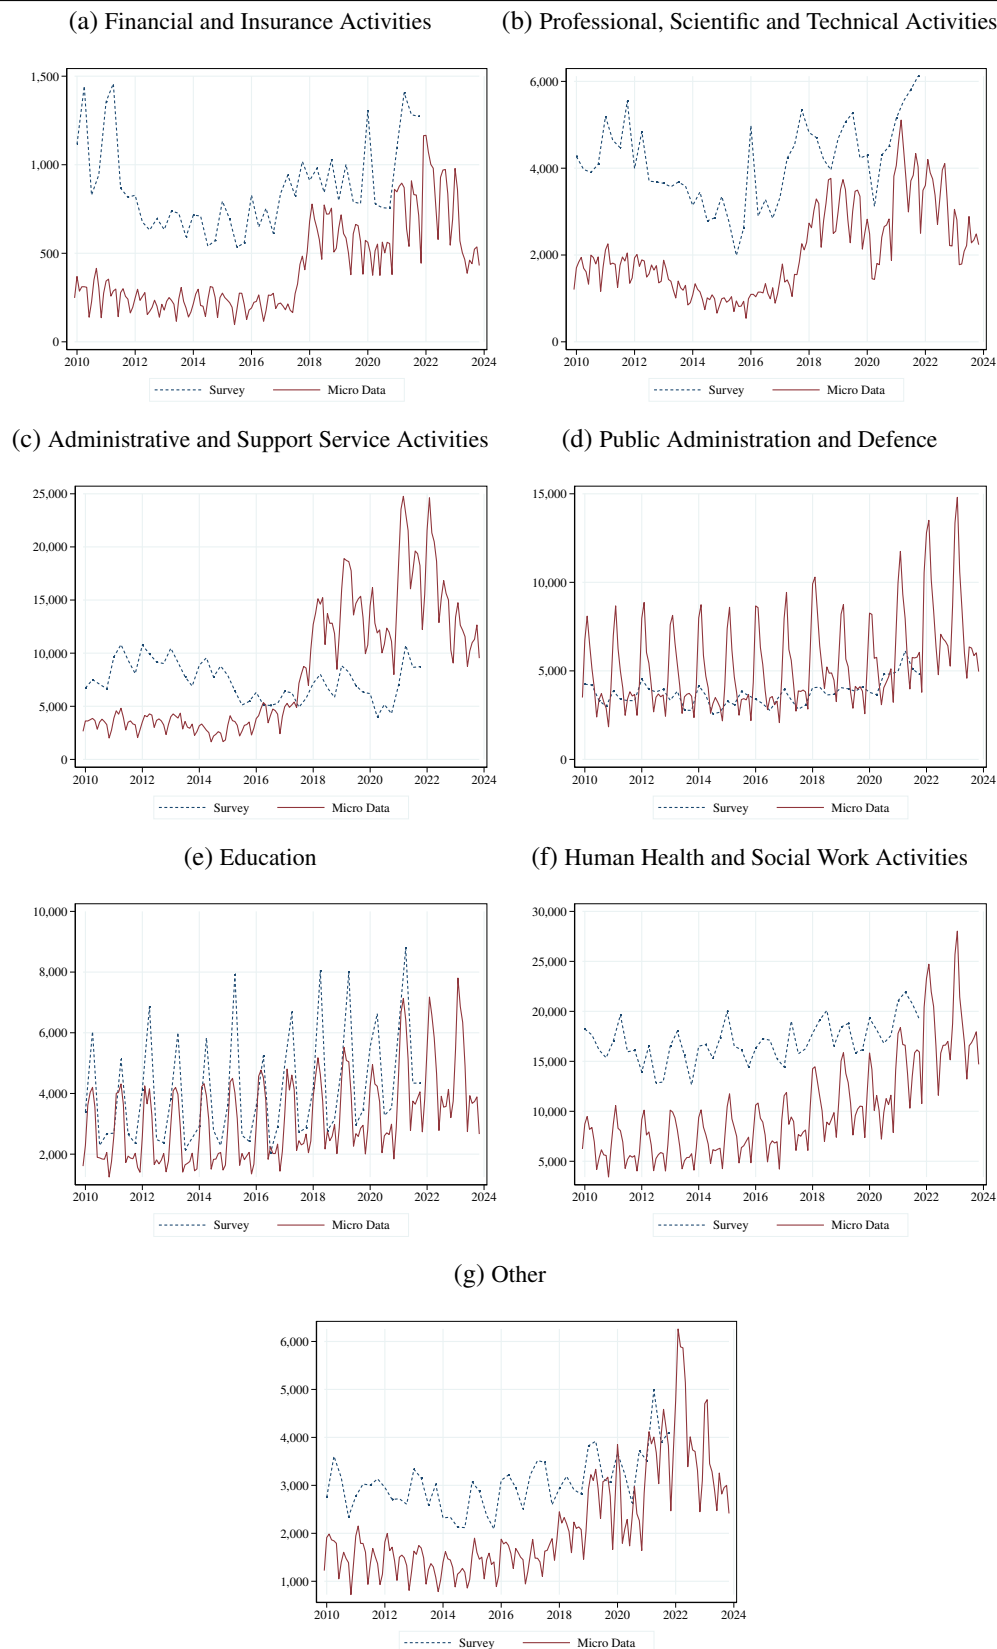 (a) Financial and Insurance Activities
1,500
1,000
500
0
2010 2012 2014 2016 2018 2020 2022 2024
Survey Micro Data
(b) Professional, Scientific and Technical Activities
6,000
4,000
2,000
0
2010 2012 2014 2016 2018 2020 2022 2024
Survey Micro Data
(c) Administrative and Support Service Activities
25,000
20,000
15,000
10,000
5,000
0
2010 2012 2014 2016 2018 2020 2022 2024
Survey Micro Data
(d) Public Administration and Defence
15,000
10,000
5,000
0
2010 2012 2014 2016 2018 2020 2022 2024
Survey Micro Data
(e) Education
10,000
8,000
6,000
4,000
2,000
2010 2012 2014 2016 2018 2020 2022 2024
Survey Micro Data
(f) Human Health and Social Work Activities
30,000
25,000
20,000
15,000
10,000
5,000
2010 2012 2014 2016 2018 2020 2022 2024
Survey Micro Data
(g) Other
6,000
5,000
4,000
3,000
2,000
1,000
2010 2012 2014 2016 2018 2020 2022 2024
Survey Micro Data